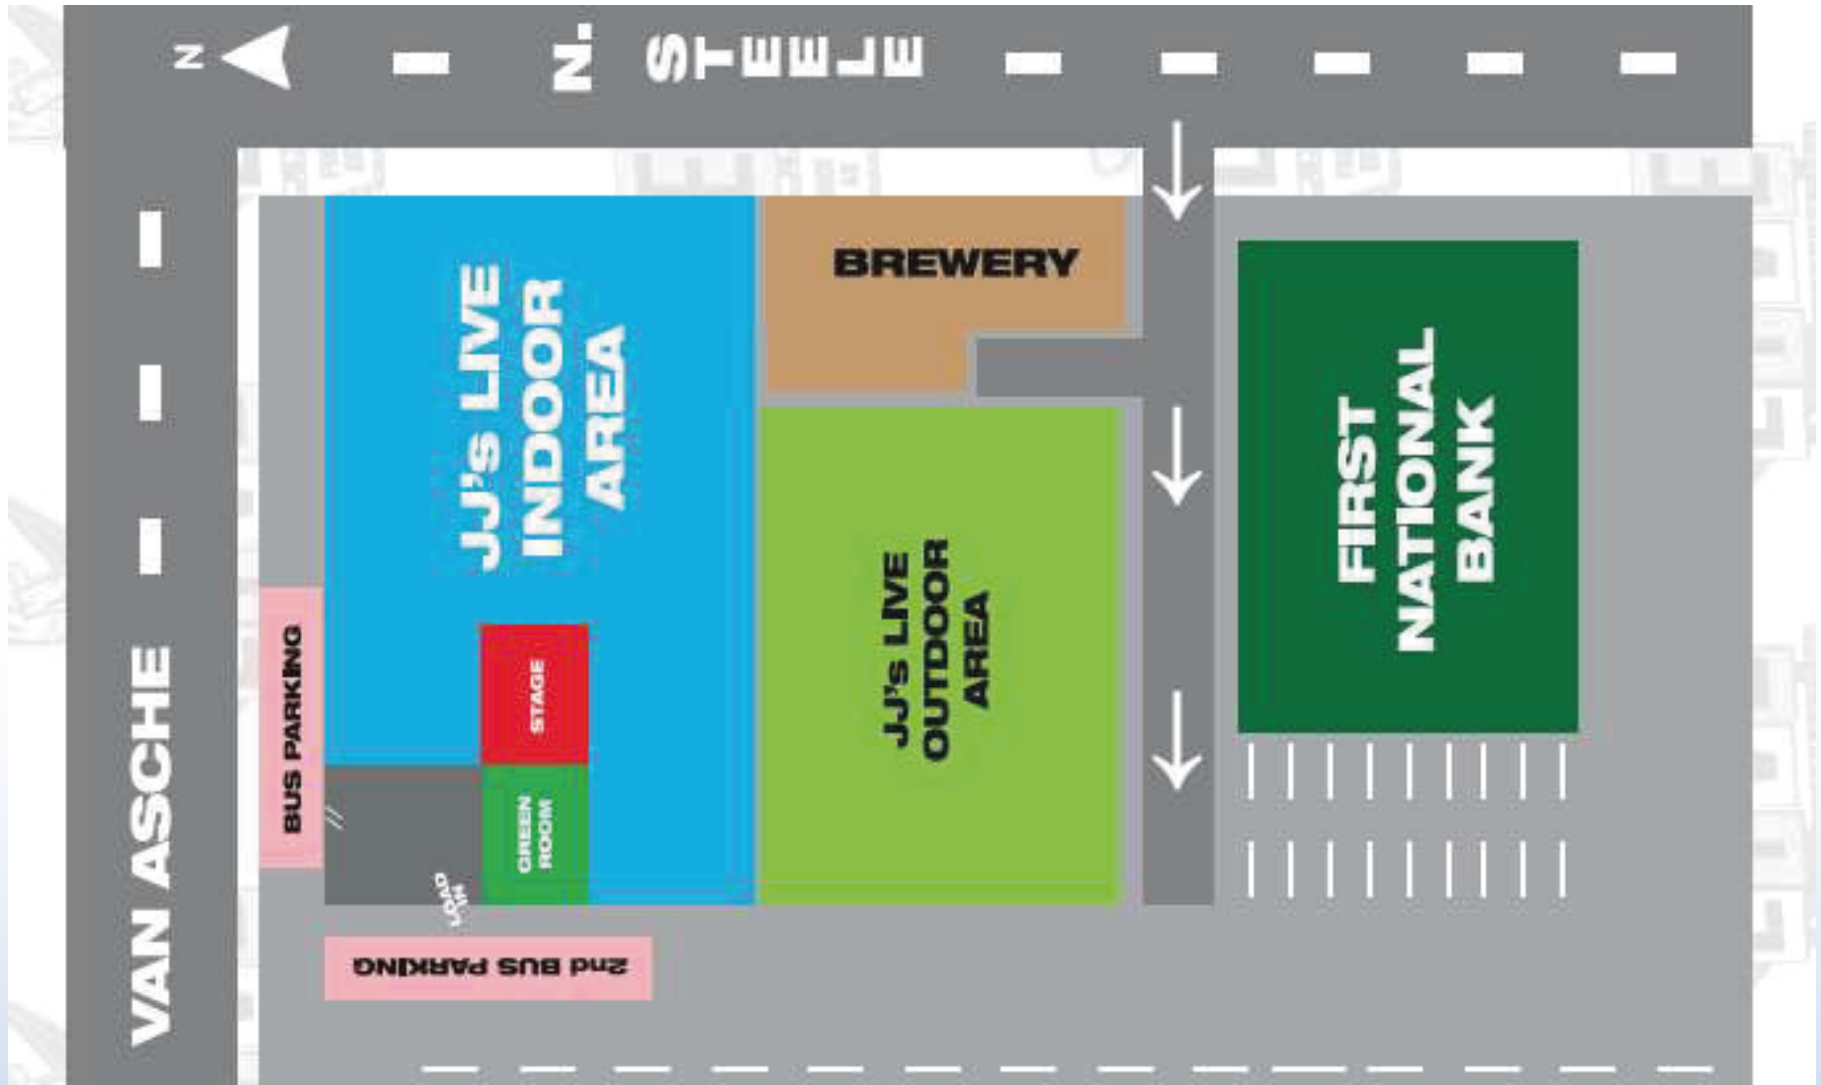 N
N. STEELE
VAN ASCHE
JJ's LIVE
INDOOR
AREA
BREWERY
FIRST
NATIONAL
BANK
JJ's LIVE
OUTDOOR
AREA
BUS PARKING
STAGE
GREEN
ROOM
LOAD
IN
2nd BUS PARKING